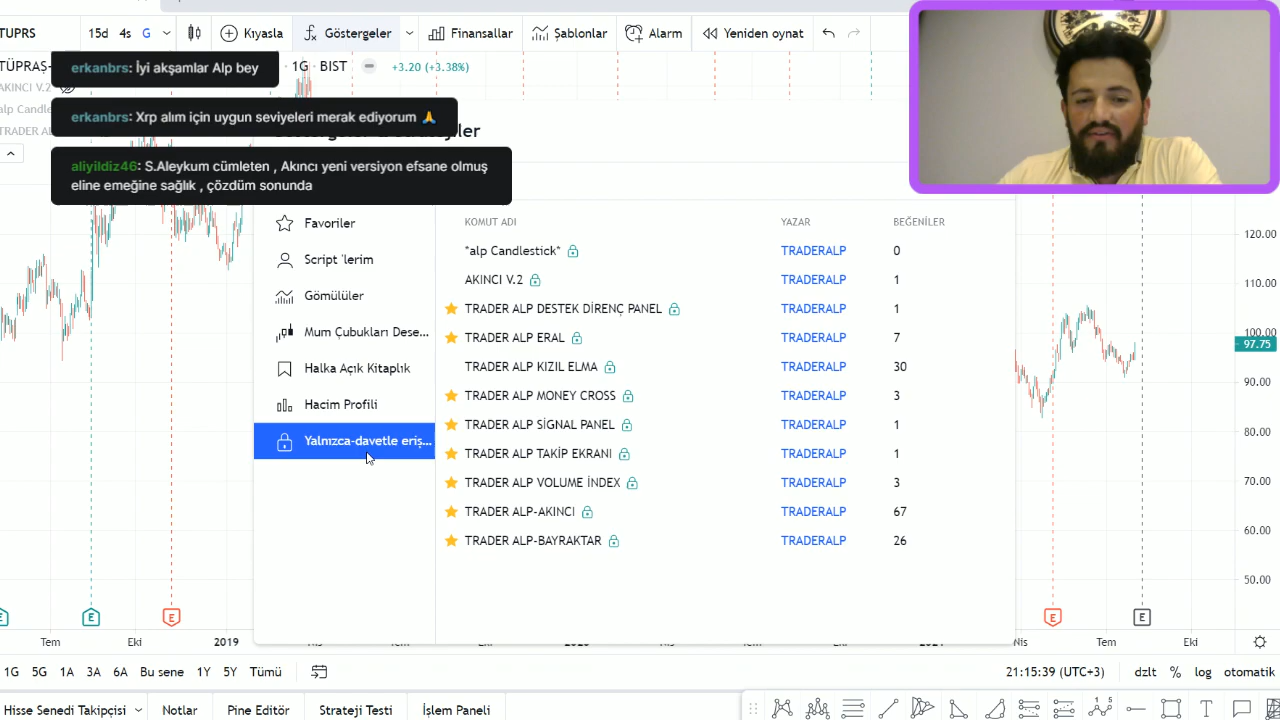 TUPRS
15d 4s G
Kıyasla
Göstergeler
Finansallar
Şablonlar
Alarm
Yeniden oynat
TÜPRAŞ-
1G · BIST
+3.20 (+3.38%)
AKINCI V.2
alp Candle
TRADER AL
erkanbrs: İyi akşamlar Alp bey
erkanbrs: Xrp alım için uygun seviyeleri merak ediyorum 🙏
aliyildiz46: S.Aleykum cümleten , Akıncı yeni versiyon efsane olmuş
eline emeğine sağlık , çözdüm sonunda
Favoriler
Script 'lerim
Gömülüler
Mum Çubukları Dese...
Halka Açık Kitaplık
Hacim Profili
Yalnızca-davetle eriş...
KOMUT ADI YAZAR BEĞENİLER
*alp Candlestick* TRADERALP 0
AKINCI V.2 TRADERALP 1
TRADER ALP DESTEK DİRENÇ PANEL TRADERALP 1
TRADER ALP ERAL TRADERALP 7
TRADER ALP KIZIL ELMA TRADERALP 30
TRADER ALP MONEY CROSS TRADERALP 3
TRADER ALP SİGNAL PANEL TRADERALP 1
TRADER ALP TAKİP EKRANI TRADERALP 1
TRADER ALP VOLUME İNDEX TRADERALP 3
TRADER ALP-AKINCI TRADERALP 67
TRADER ALP-BAYRAKTAR TRADERALP 26
120.00
110.00
100.00
97.75
90.00
80.00
70.00
60.00
50.00
E E E E
Tem Eki 2019 Nis Tem Eki
1G 5G 1A 3A 6A Bu sene 1Y 5Y Tümü
21:15:39 (UTC+3) dzlt % log otomatik
Hisse Senedi Takipçisi Notlar Pine Editör Strateji Testi İşlem Paneli